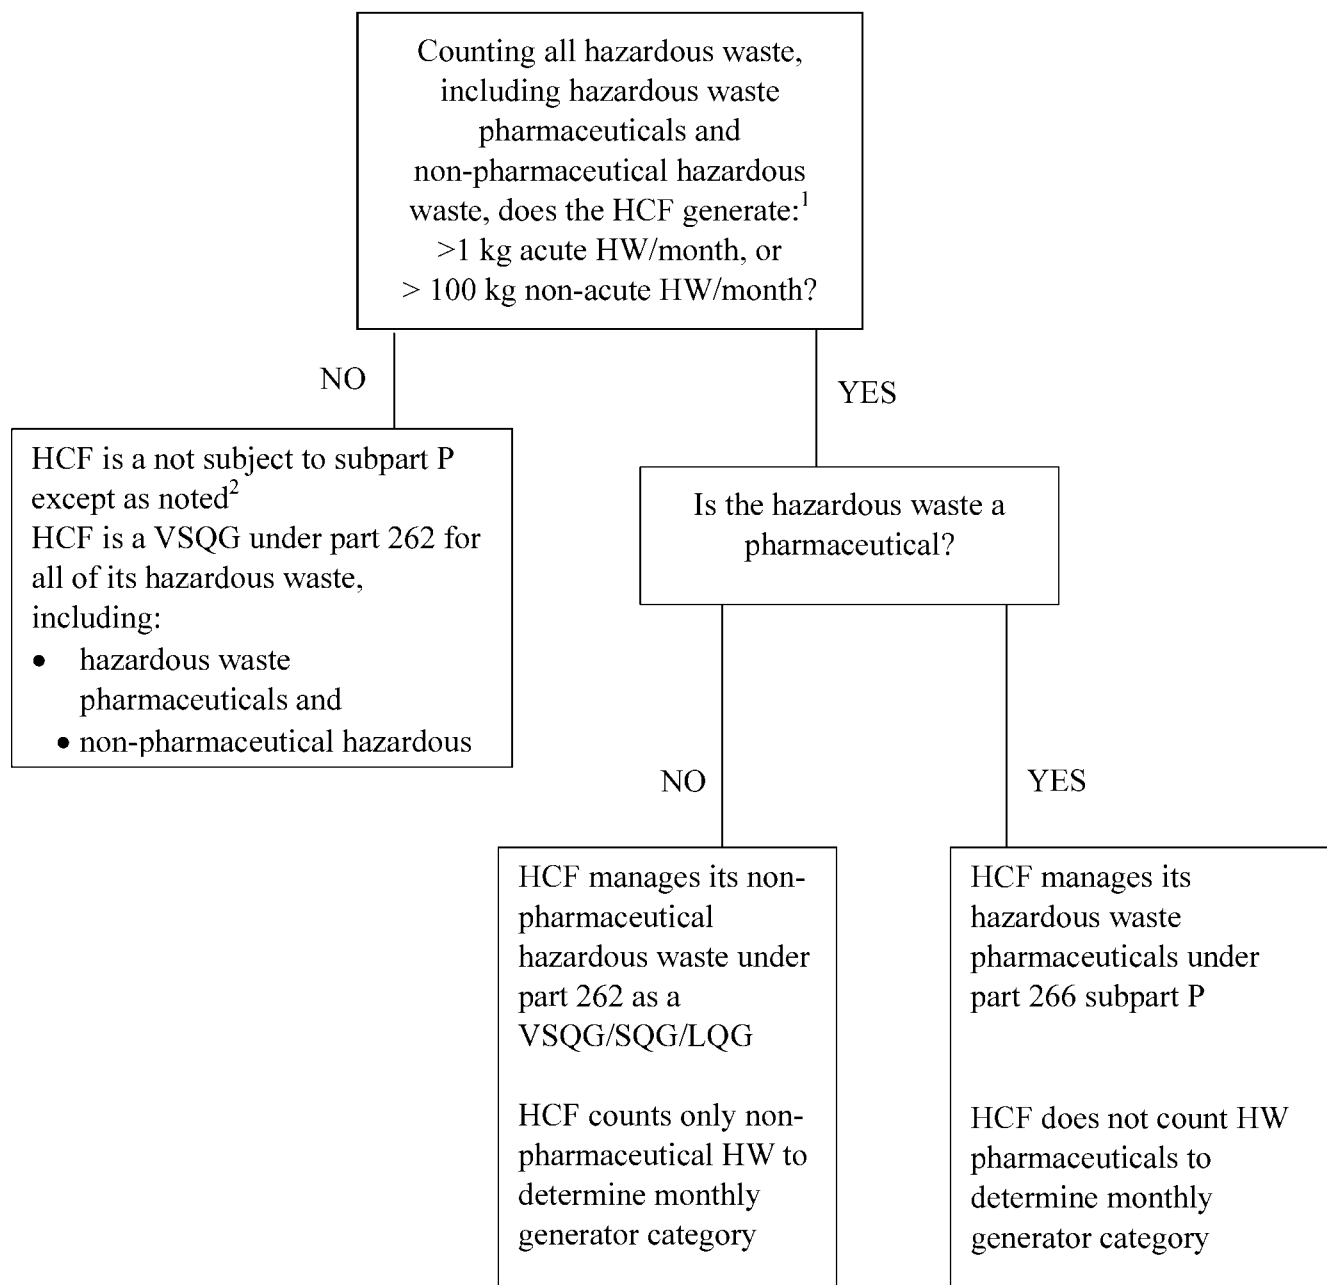 Counting all hazardous waste,
including hazardous waste
pharmaceuticals and
non-pharmaceutical hazardous
waste, does the HCF generate:1
>1 kg acute HW/month, or
> 100 kg non-acute HW/month?
NO
YES
HCF is a not subject to subpart P
except as noted2
HCF is a VSQG under part 262 for
all of its hazardous waste,
including:
• hazardous waste
pharmaceuticals and
• non-pharmaceutical hazardous
Is the hazardous waste a
pharmaceutical?
NO
YES
HCF manages its non-
pharmaceutical
hazardous waste under
part 262 as a
VSQG/SQG/LQG
HCF counts only non-
pharmaceutical HW to
determine monthly
generator category
HCF manages its
hazardous waste
pharmaceuticals under
part 266 subpart P
HCF does not count HW
pharmaceuticals to
determine monthly
generator category